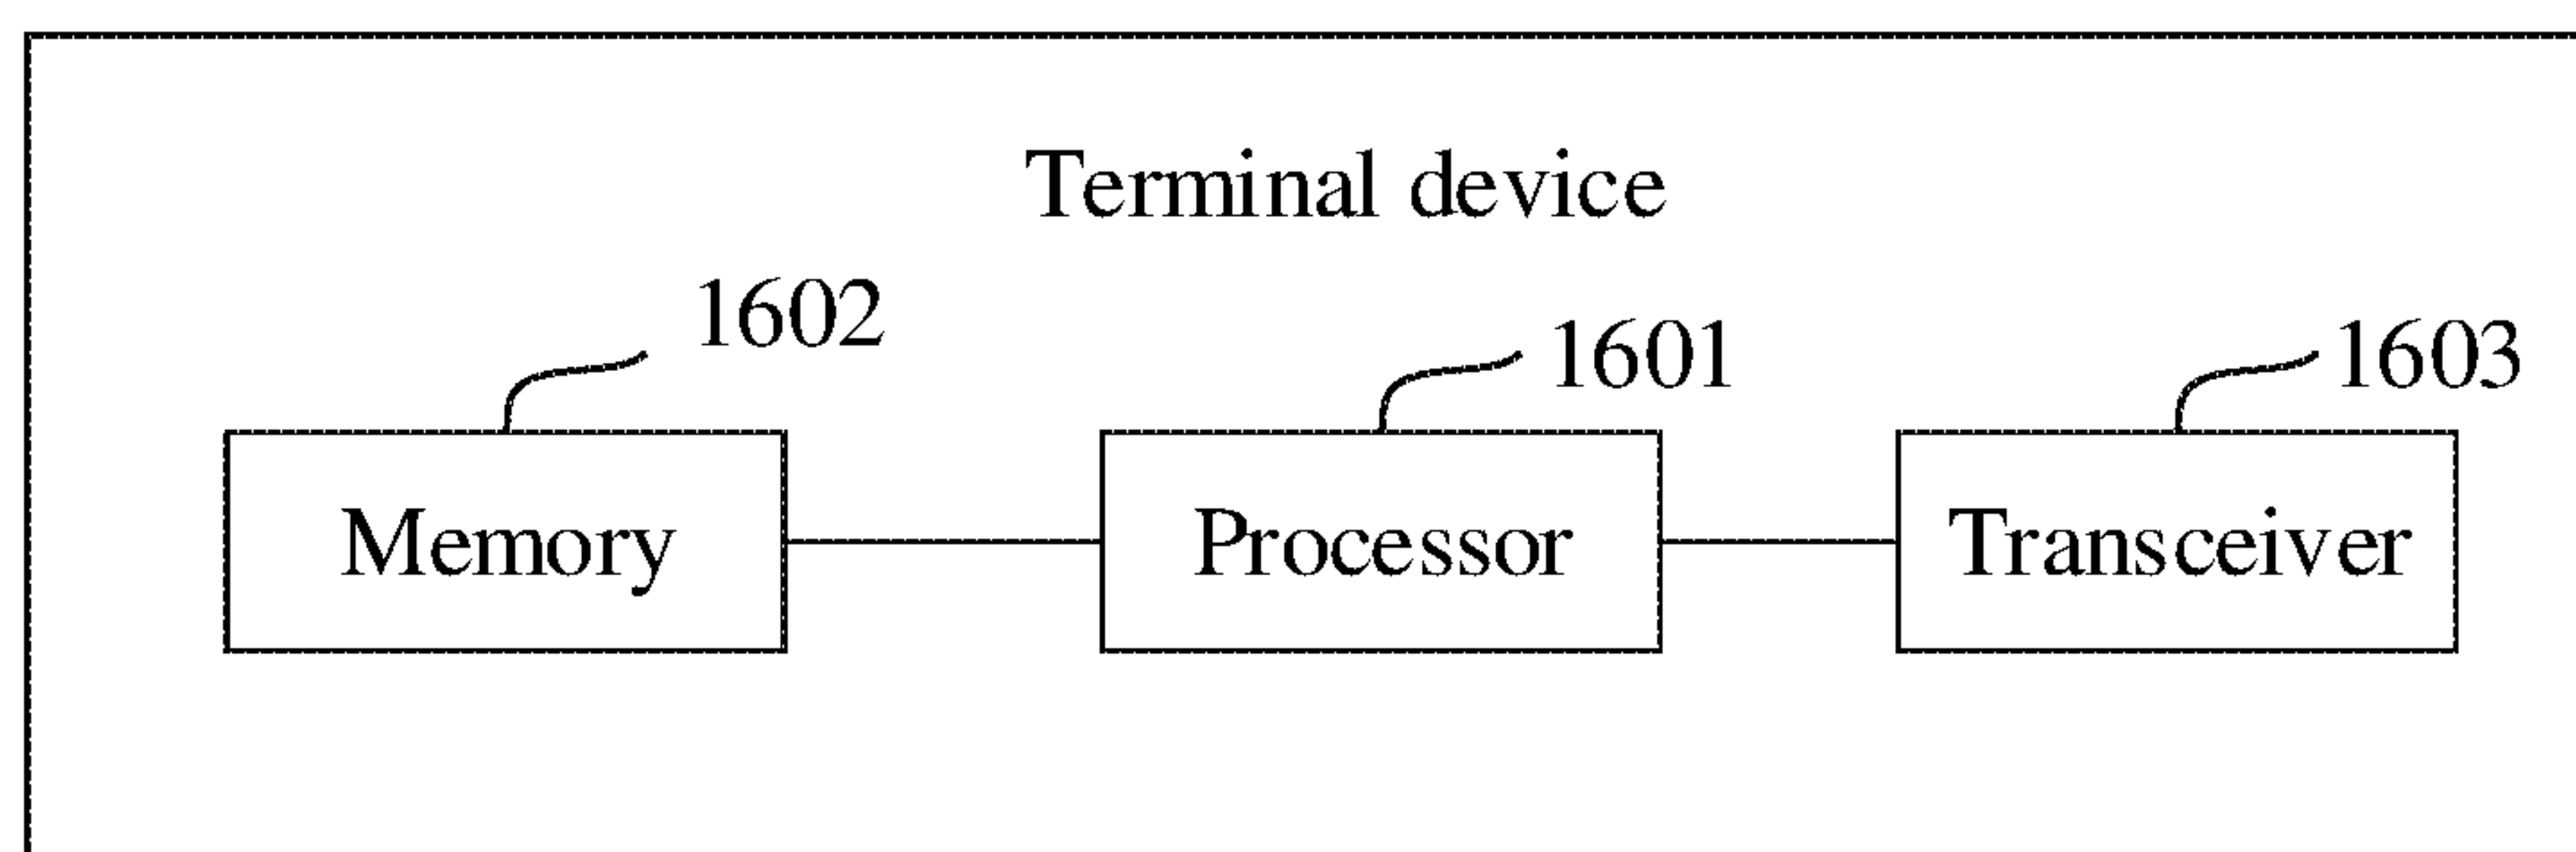 Terminal device
1602
1601
1603
Memory
Processor
Transceiver